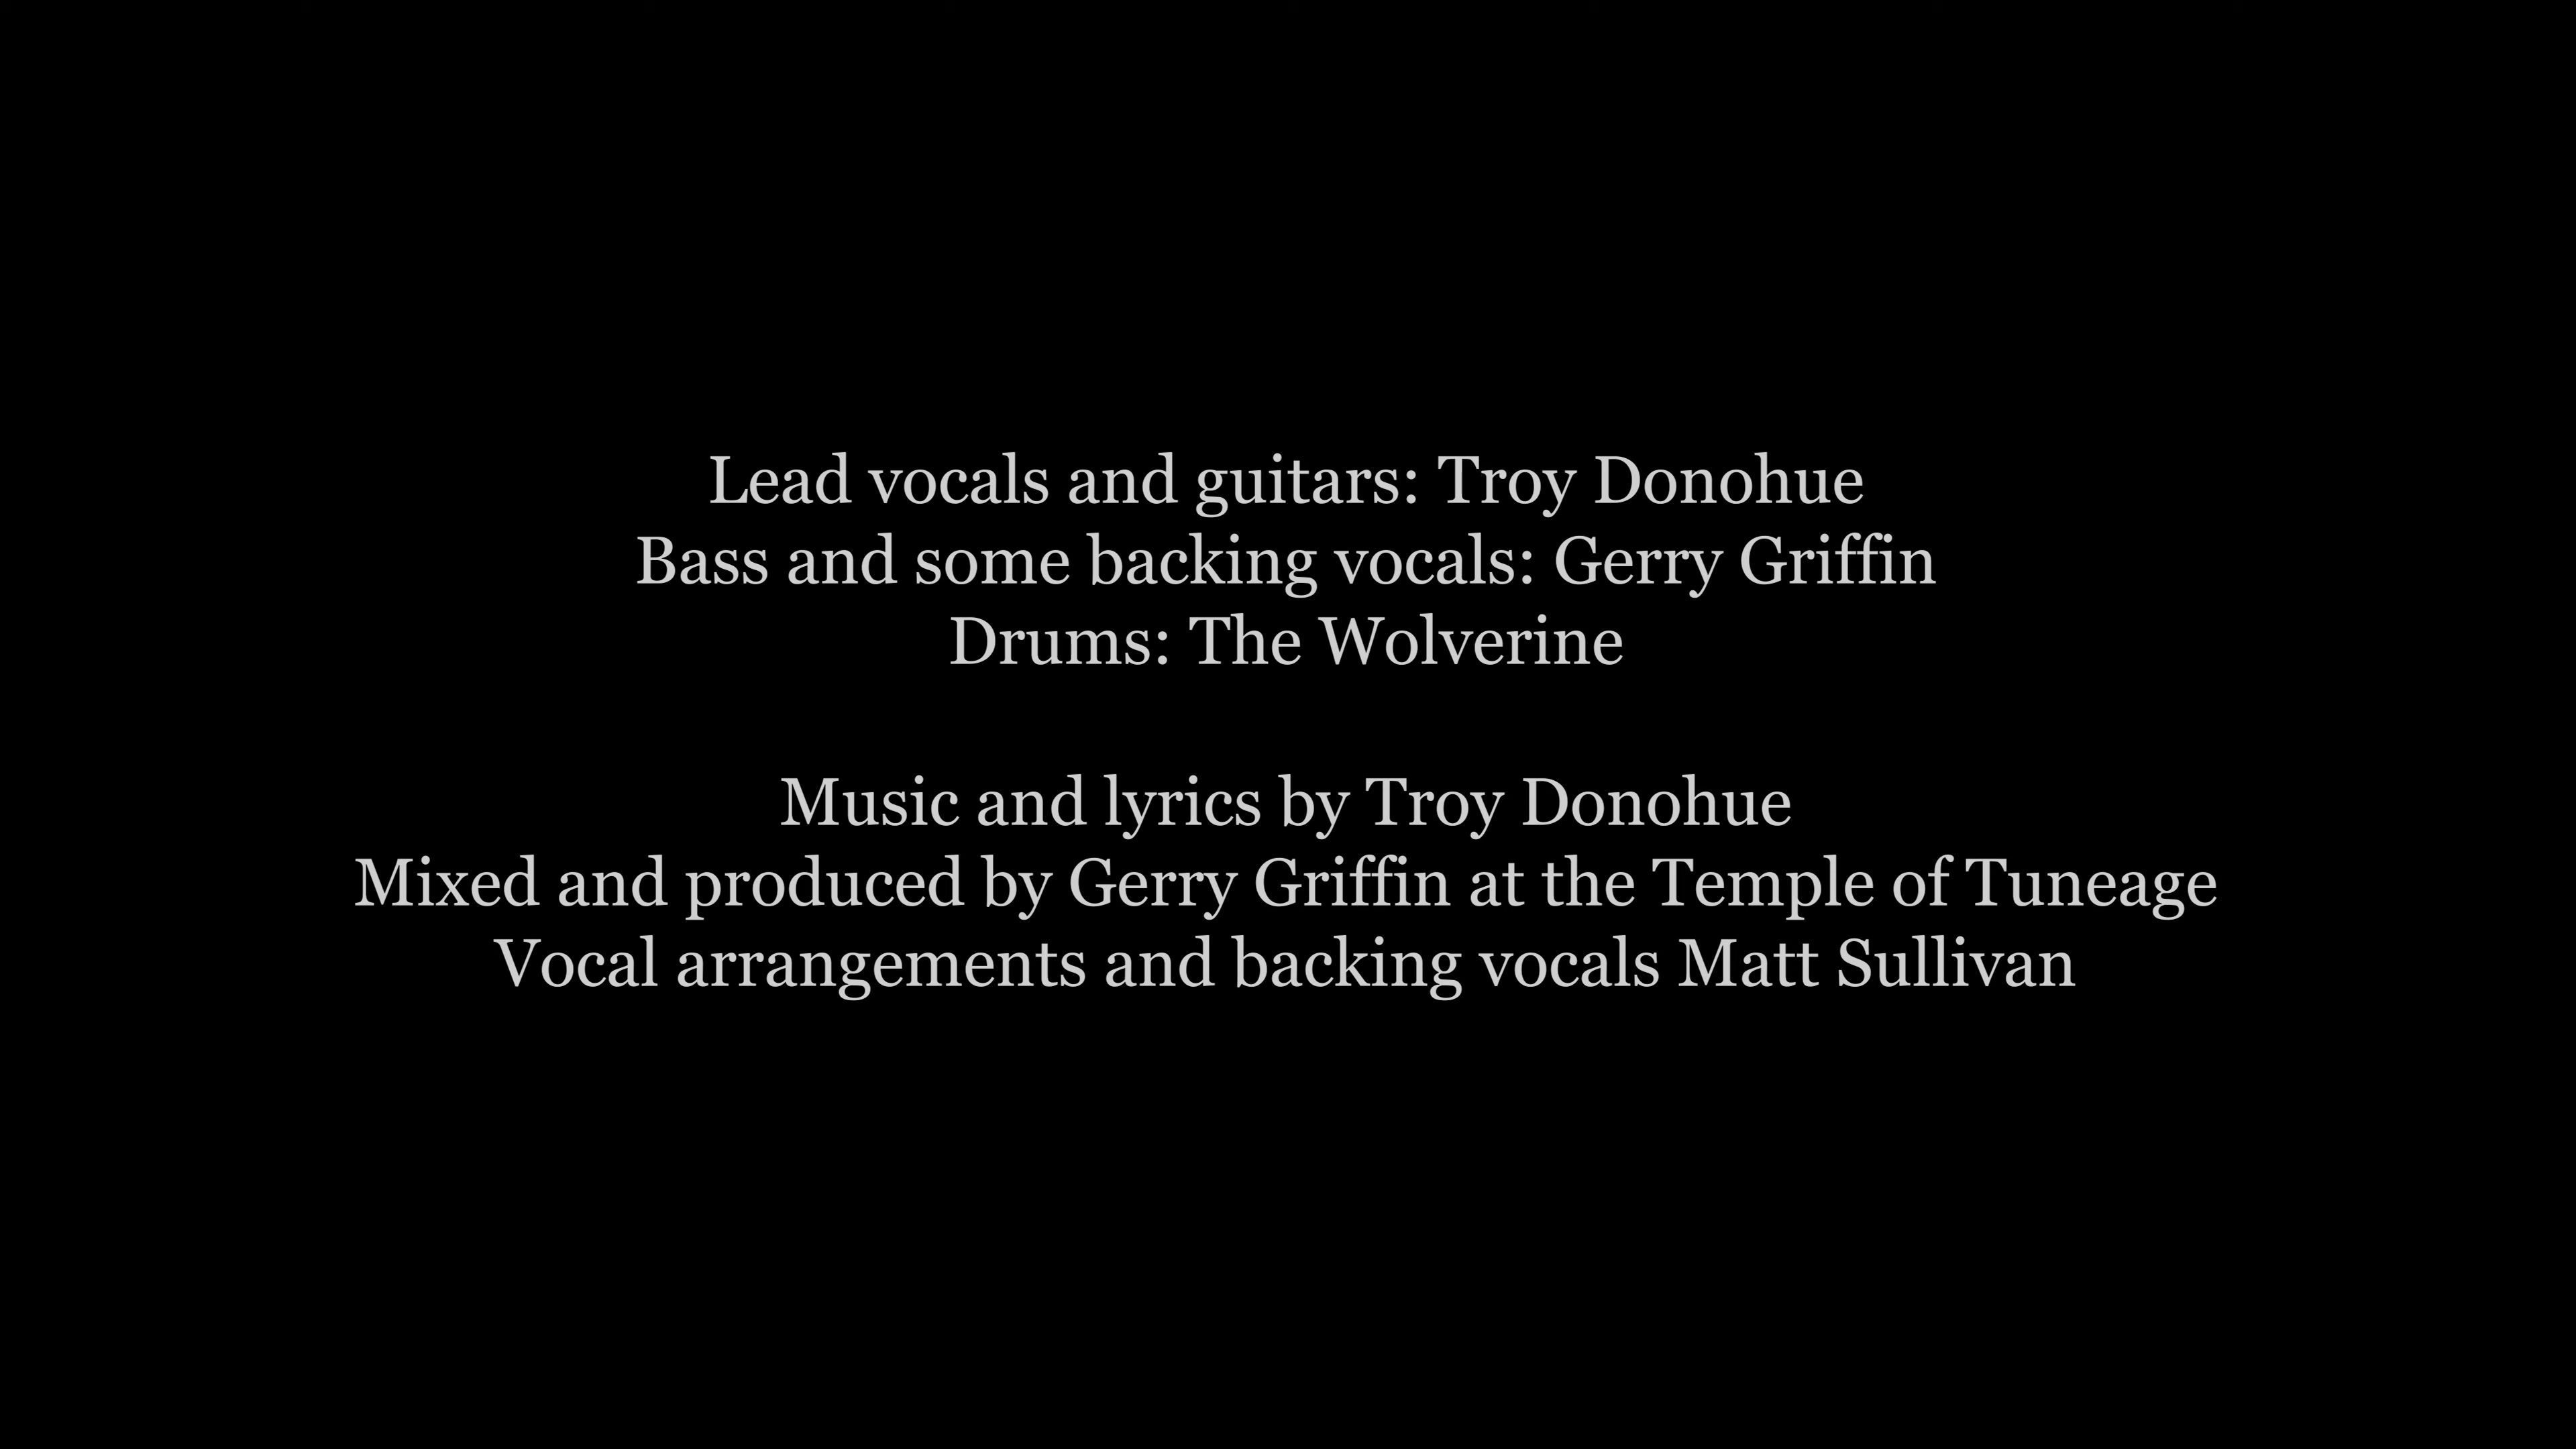 Lead vocals and guitars: Troy Donohue
Bass and some backing vocals: Gerry Griffin
Drums: The Wolverine
Music and lyrics by Troy Donohue
Mixed and produced by Gerry Griffin at the Temple of Tuneage
Vocal arrangements and backing vocals Matt Sullivan